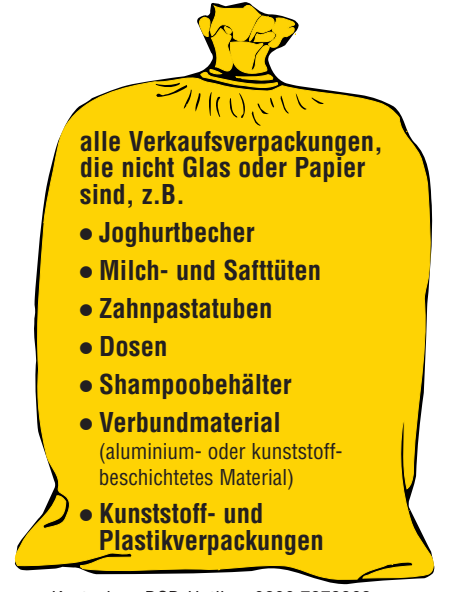 alle Verkaufsverpackungen,
die nicht Glas oder Papier
sind, z.B.
● Joghurtbecher
● Milch- und Safttüten
● Zahnpastatuben
● Dosen
● Shampoobehälter
● Verbundmaterial
(aluminium- oder kunststoff-
beschichtetes Material)
● Kunststoff- und
Plastikverpackungen